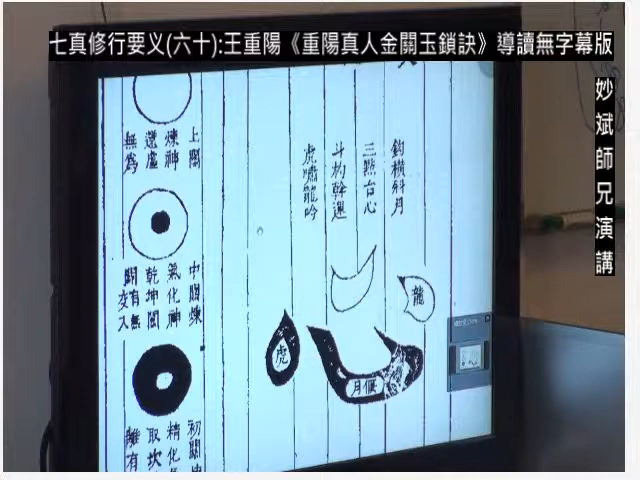 七真修行要义(六十):王重陽《重陽真人金關玉鎖訣》導讀無字幕版
妙斌師兄演講
鈎橫斜月
三點台心
斗杓斡運
虎嘯龍吟
龍
虎
月偃
上關
煉神
還虛
無為
中關煉
氣化神
乾坤闔
闢有無
交入
初關
精化
取坎
離有